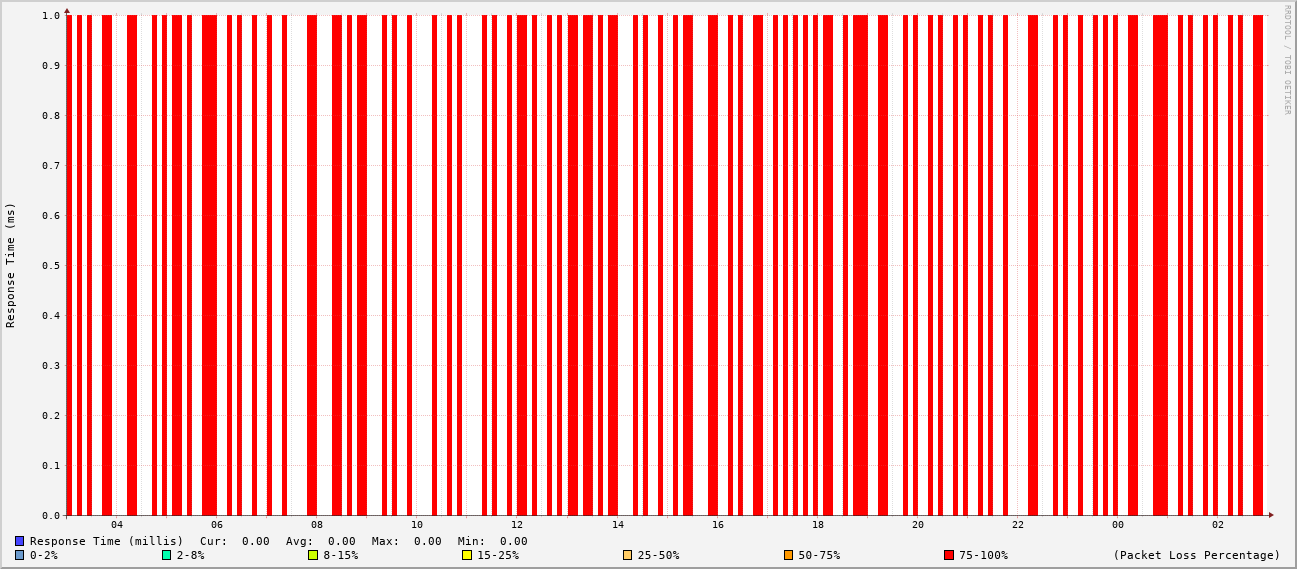 RRDTOOL / TOBI OETIKER
Response Time (ms)
1.0
0.9
0.8
0.7
0.6
0.5
0.4
0.3
0.2
0.1
0.0
04 06 08 10 12 14 16 18 20 22 00 02
Response Time (millis) Cur: 0.00 Avg: 0.00 Max: 0.00 Min: 0.00
0-2% 2-8% 8-15% 15-25% 25-50% 50-75% 75-100% (Packet Loss Percentage)